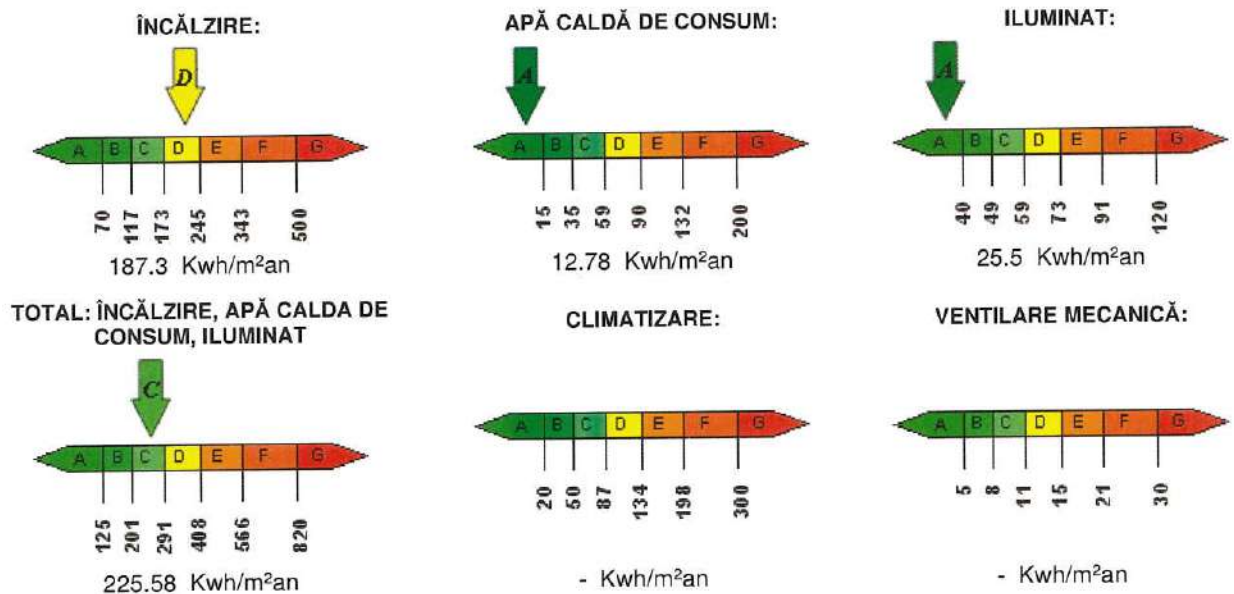 ÎNCĂLZIRE:
D
A B C D E F G
70 117 173 245 343 500
187.3 Kwh/m²an
APĂ CALDĂ DE CONSUM:
A
A B C D E F G
15 35 59 90 132 200
12.78 Kwh/m²an
ILUMINAT:
A
A B C D E F G
40 49 59 73 91 120
25.5 Kwh/m²an
TOTAL: ÎNCĂLZIRE, APĂ CALDA DE
CONSUM, ILUMINAT
C
A B C D E F G
125 201 291 408 566 820
225.58 Kwh/m²an
CLIMATIZARE:
A B C D E F G
20 50 87 134 198 300
- Kwh/m²an
VENTILARE MECANICĂ:
A B C D E F G
5 8 11 15 21 30
- Kwh/m²an